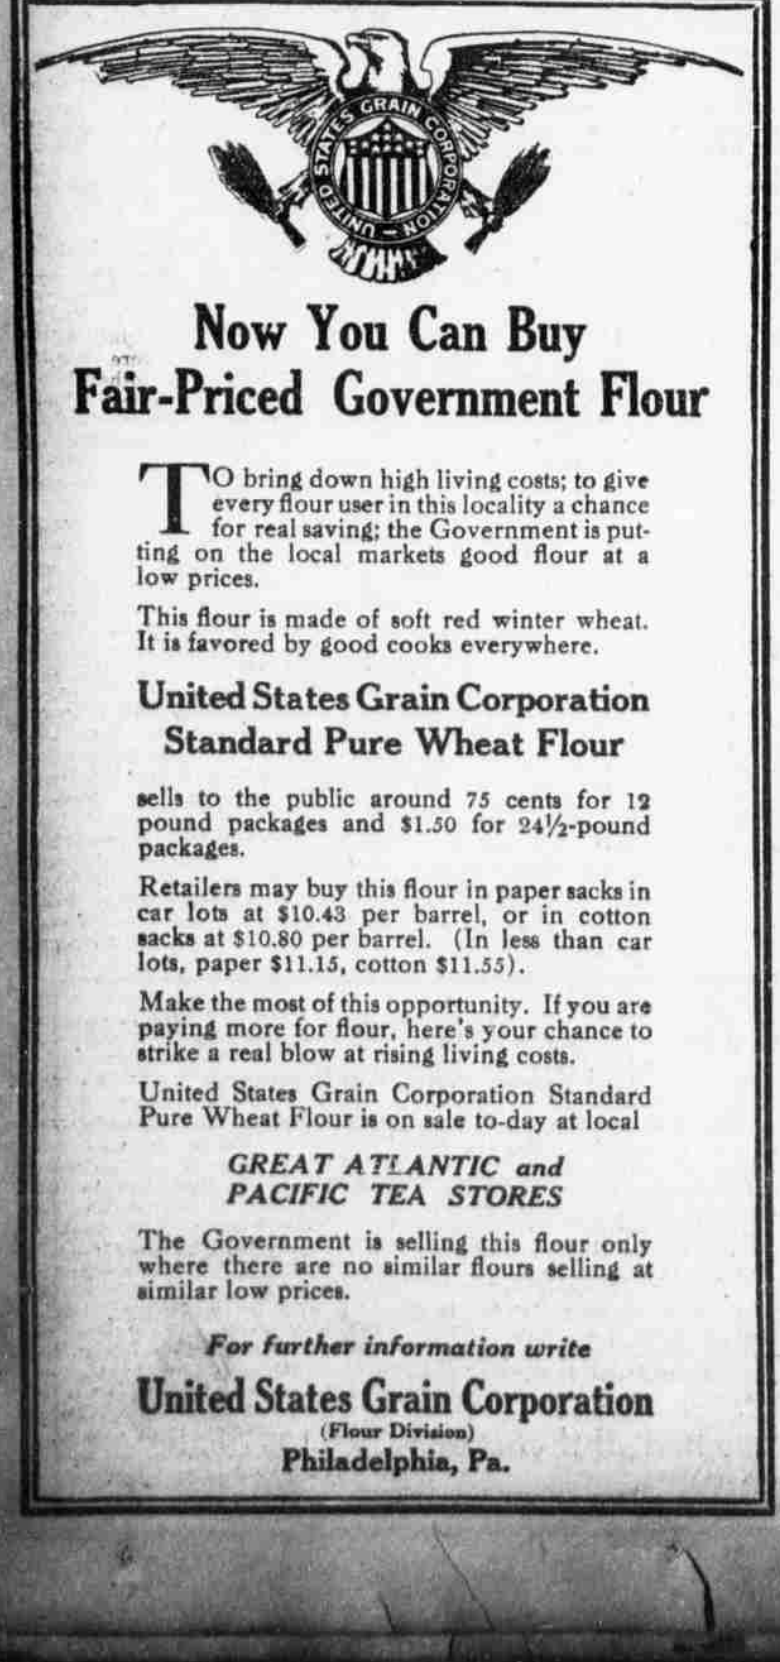 UNITED STATES GRAIN CORPORATION –
Now You Can Buy
Fair-Priced Government Flour
TO bring down high living costs; to give
every flour user in this locality a chance
for real saving; the Government is put-
ting on the local markets good flour at a
low prices.
This flour is made of soft red winter wheat.
It is favored by good cooks everywhere.
United States Grain Corporation
Standard Pure Wheat Flour
sells to the public around 75 cents for 12
pound packages and $1.50 for 24½-pound
packages.
Retailers may buy this flour in paper sacks in
car lots at $10.43 per barrel, or in cotton
sacks at $10.80 per barrel. (In less than car
lots, paper $11.15, cotton $11.55).
Make the most of this opportunity. If you are
paying more for flour, here's your chance to
strike a real blow at rising living costs.
United States Grain Corporation Standard
Pure Wheat Flour is on sale to-day at local
GREAT ATLANTIC and
PACIFIC TEA STORES
The Government is selling this flour only
where there are no similar flours selling at
similar low prices.
For further information write
United States Grain Corporation
(Flour Division)
Philadelphia, Pa.